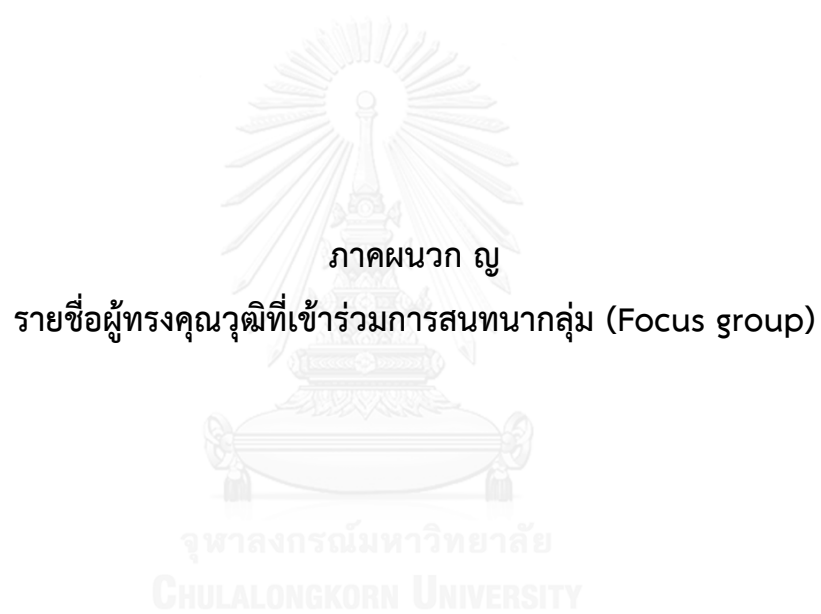 ภาคผนวก ญ
รายชื่อผู้ทรงคุณวุฒิที่เข้าร่วมการสนทนากลุ่ม (Focus group)
จุฬาลงกรณ์มหาวิทยาลัย
CHULALONGKORN UNIVERSITY